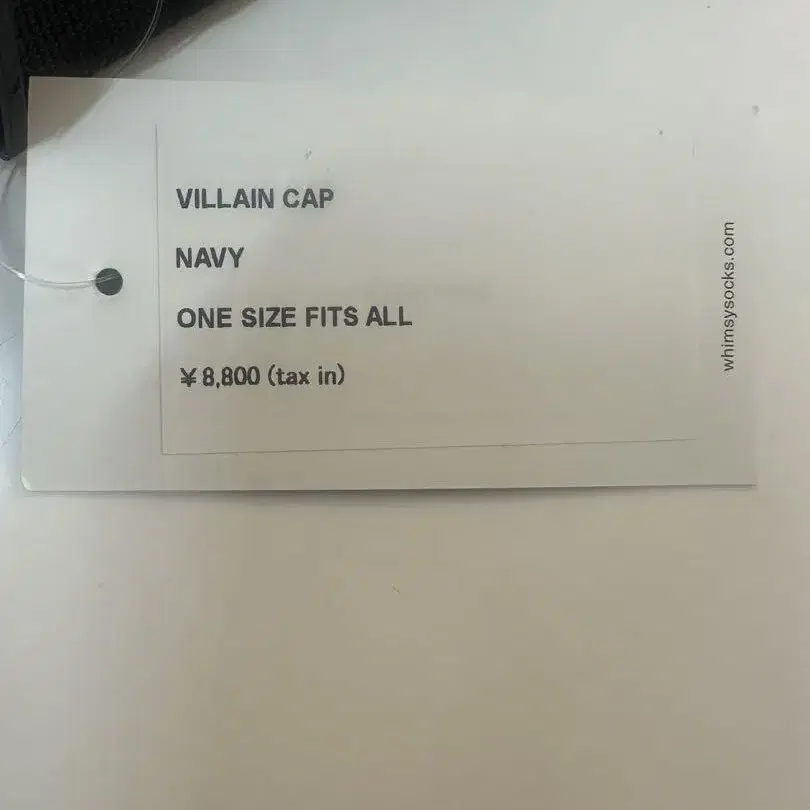 VILLAIN CAP
NAVY
ONE SIZE FITS ALL
¥8,800 (tax in)
whimsysocks.com